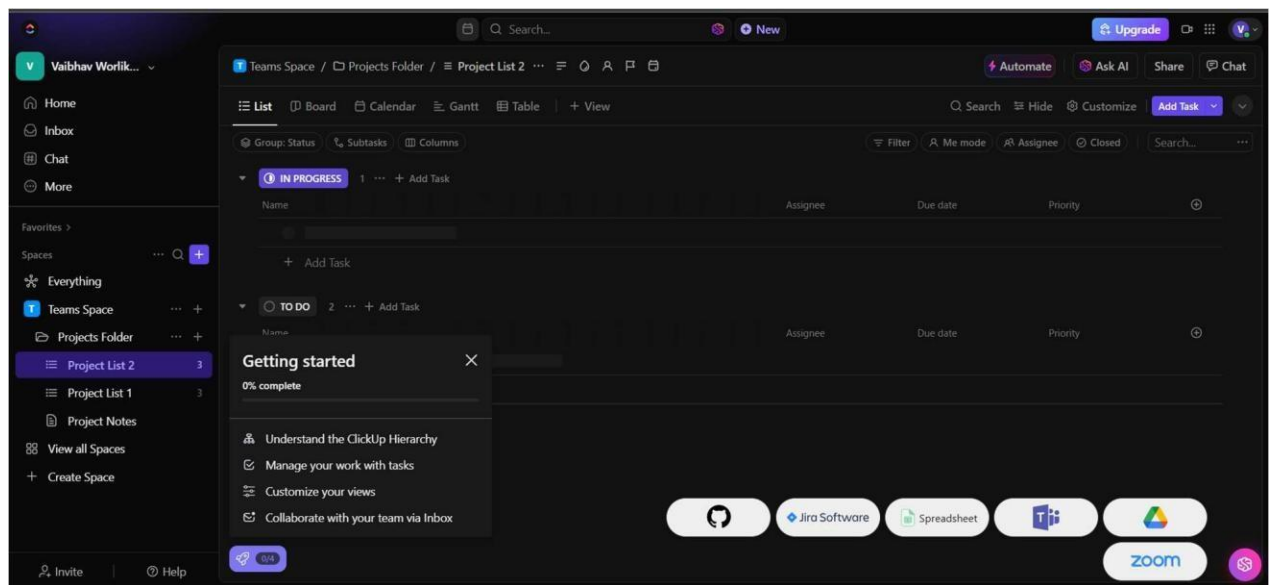 Search... New Upgrade V
V Vaibhav Worlik...
T Teams Space / Projects Folder / Project List 2 ... Automate Ask AI Share Chat
Home
Inbox
Chat
More
List Board Calendar Gantt Table + View Search Hide Customize Add Task
Group: Status Subtasks Columns Filter Me mode Assignee Closed Search... ...
IN PROGRESS 1 ... + Add Task
Name Assignee Due date Priority
+ Add Task
Favorites >
Spaces ... +
Everything
T Teams Space ... +
Projects Folder ... +
Project List 2 3
Project List 1 3
Project Notes
View all Spaces
+ Create Space
TO DO 2 ... + Add Task
Name Assignee Due date Priority
Getting started
0% complete
Understand the ClickUp Hierarchy
Manage your work with tasks
Customize your views
Collaborate with your team via Inbox
0/4
Jira Software Spreadsheet T
zoom
Invite Help